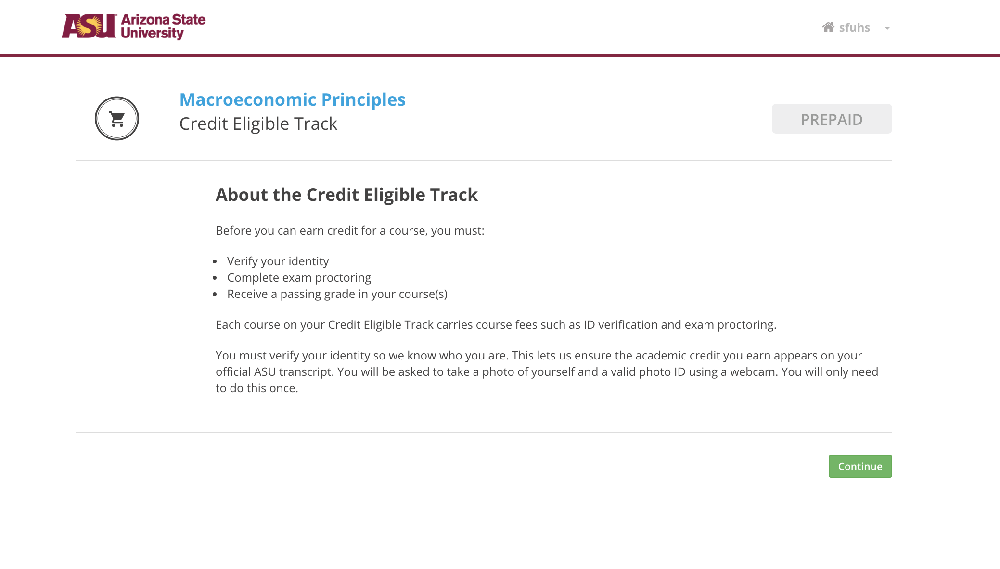 ASU Arizona State
University
sfuhs
Macroeconomic Principles
Credit Eligible Track
PREPAID
About the Credit Eligible Track
Before you can earn credit for a course, you must:
• Verify your identity
• Complete exam proctoring
• Receive a passing grade in your course(s)
Each course on your Credit Eligible Track carries course fees such as ID verification and exam proctoring.
You must verify your identity so we know who you are. This lets us ensure the academic credit you earn appears on your
official ASU transcript. You will be asked to take a photo of yourself and a valid photo ID using a webcam. You will only need
to do this once.
Continue